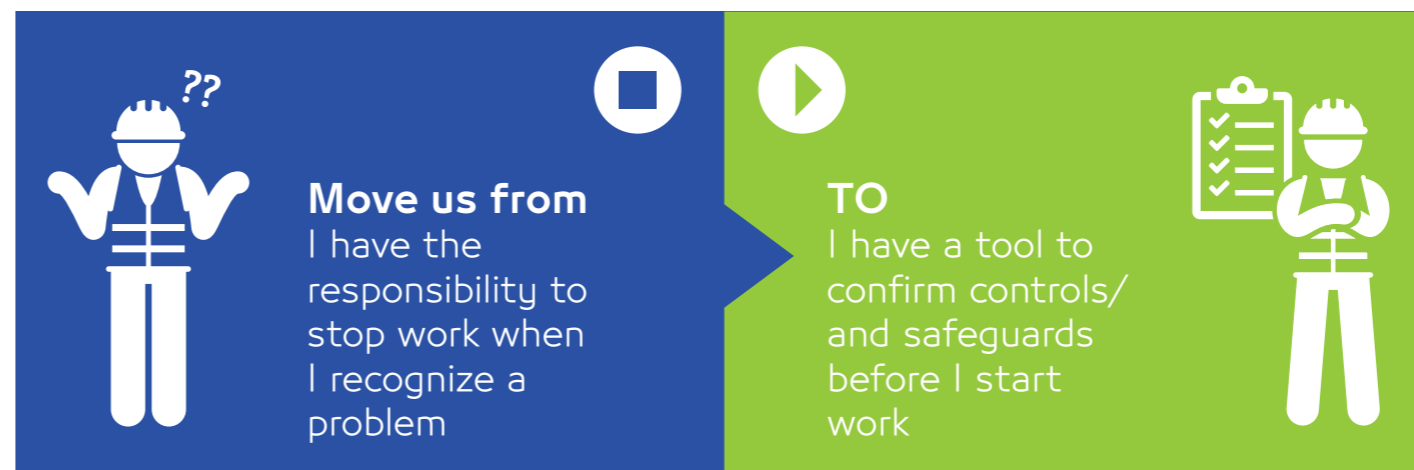 ??
Move us from
I have the
responsibility to
stop work when
I recognize a
problem
TO
I have a tool to
confirm controls/
and safeguards
before I start
work